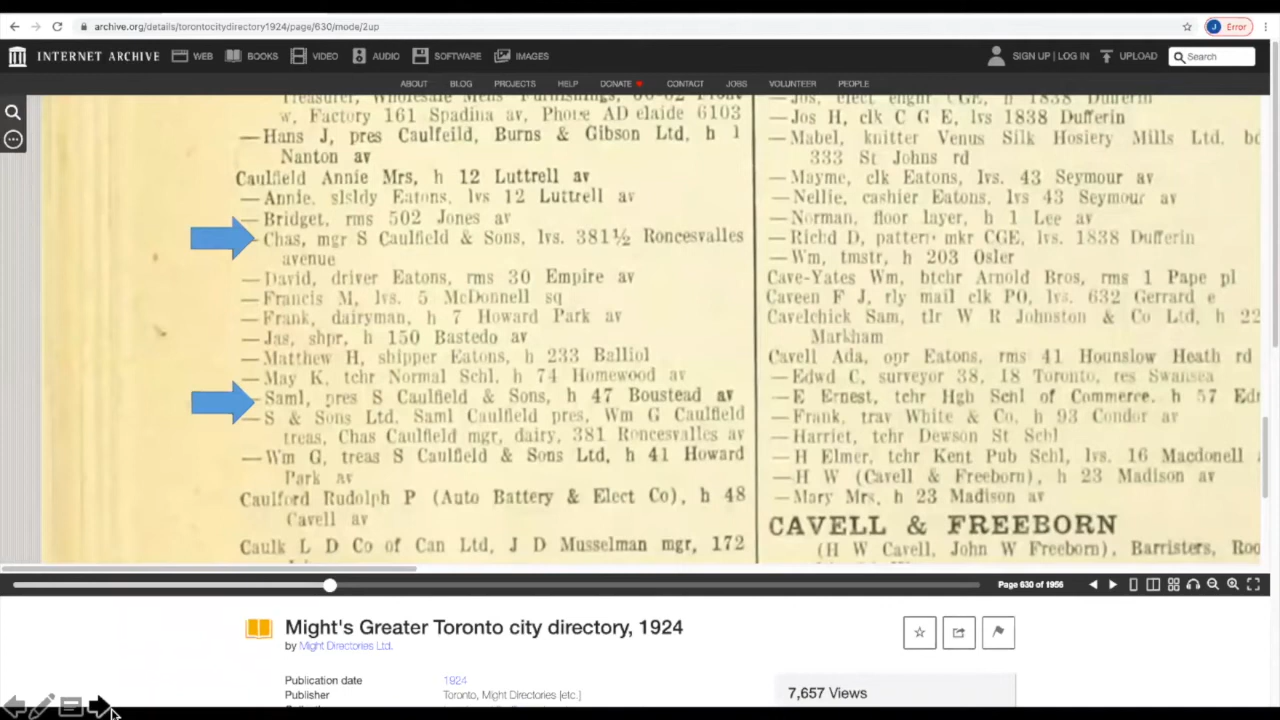 archive.org/details/torontocitydirectory1924/page/630/mode/2up
J Error
INTERNET ARCHIVE WEB BOOKS VIDEO AUDIO SOFTWARE IMAGES SIGN UP | LOG IN UPLOAD Search
ABOUT BLOG PROJECTS HELP DONATE CONTACT JOBS VOLUNTEER PEOPLE
Treasurer, Wholesale Mens Furnishings,
w, Factory 161 Spadina av, Phone AD elaide 6103
—Hans J, pres Caulfeild, Burns & Gibson Ltd, h 1
Nanton av
Caulfield Annie Mrs, h 12 Luttrell av
—Annie, slsldy Eatons, lvs 12 Luttrell av
—Bridget, rms 502 Jones av
—Chas, mgr S Caulfield & Sons, lvs. 381½ Roncesvalles
avenue
—David, driver Eatons, rms 30 Empire av
—Francis M, lvs. 5 McDonnell sq
—Frank, dairyman, h 7 Howard Park av
—Jas, shpr, h 150 Bastedo av
—Matthew H, shipper Eatons, h 233 Balliol
—May K, tchr Normal Schl, h 74 Homewood av
—Saml, pres S Caulfield & Sons, h 47 Boustead av
—S & Sons Ltd, Saml Caulfield pres, Wm G Caulfield
treas, Chas Caulfield mgr, dairy, 381 Roncesvalles av
—Wm G, treas S Caulfield & Sons Ltd, h 41 Howard
Park av
Caulford Rudolph P (Auto Battery & Elect Co), h 48
Cavell av
Caulk L D Co of Can Ltd, J D Musselman mgr, 172
—Jos, elect engnr CGE, h 1838 Dufferin
—Jos H, clk C G E, lvs 1838 Dufferin
—Mabel, knitter Venus Silk Hosiery Mills Ltd,
333 St Johns rd
—Mayme, clk Eatons, lvs. 43 Seymour av
—Nellie, cashier Eatons, lvs 43 Seymour av
—Norman, floor layer, h 1 Lee av
—Richd D, pattern mkr CGE, lvs. 1838 Dufferin
—Wm, tmstr, h 203 Osler
Cave-Yates Wm, btchr Arnold Bros, rms 1 Pape pl
Caveen F J, rly mail clk PO, lvs. 632 Gerrard e
Cavelchick Sam, tlr W R Johnston & Co Ltd, h 22
Markham
Cavell Ada, opr Eatons, rms 41 Hounslow Heath rd
—Edwd C, surveyor 38, 18 Toronto, res Swansea
—E Ernest, tchr Hgh Schl of Commerce, h 57
—Frank, trav White & Co, h 93 Condor av
—Harriet, tchr Dewson St Schl
—H Elmer, tchr Kent Pub Schl, lvs. 16 Macdonell
—H W (Cavell & Freeborn), h 23 Madison av
—Mary Mrs, h 23 Madison av
CAVELL & FREEBORN
(H W Cavell, John W Freeborn), Barristers,
Page 630 of 1956
Might's Greater Toronto city directory, 1924
by Might Directories Ltd.
Publication date 1924
Publisher Toronto, Might Directories [etc.]
7,657 Views